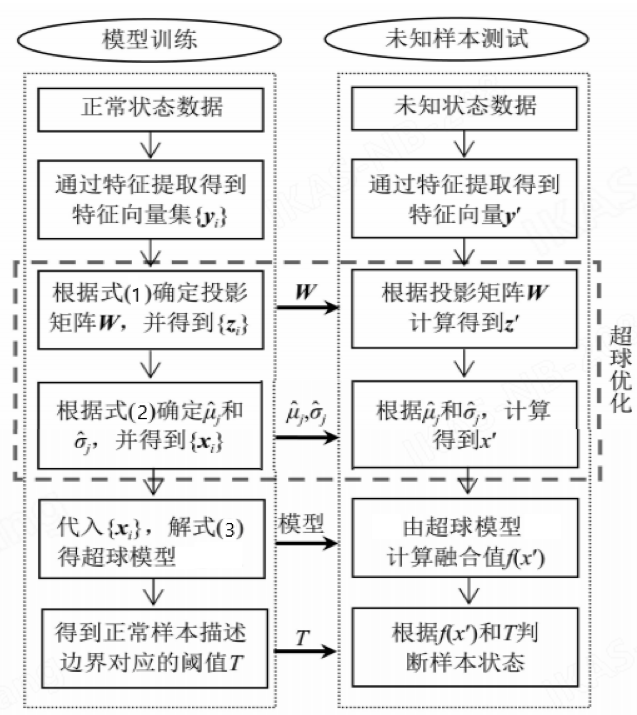 模型训练
未知样本测试
正常状态数据
未知状态数据
通过特征提取得到
特征向量集{yᵢ}
通过特征提取得到
特征向量y′
根据式(1)确定投影
矩阵W，并得到{zᵢ}
W
根据投影矩阵W
计算得到z′
超球优化
根据式(2)确定μ̂ⱼ和
σ̂ⱼ，并得到{xᵢ}
μ̂ⱼ,σ̂ⱼ
根据μ̂ⱼ和σ̂ⱼ，计算
得到x′
代入{xᵢ}，解式(3)
得超球模型
模型
由超球模型
计算融合值f(x′)
得到正常样本描述
边界对应的阈值T
T
根据f(x′)和T判
断样本状态